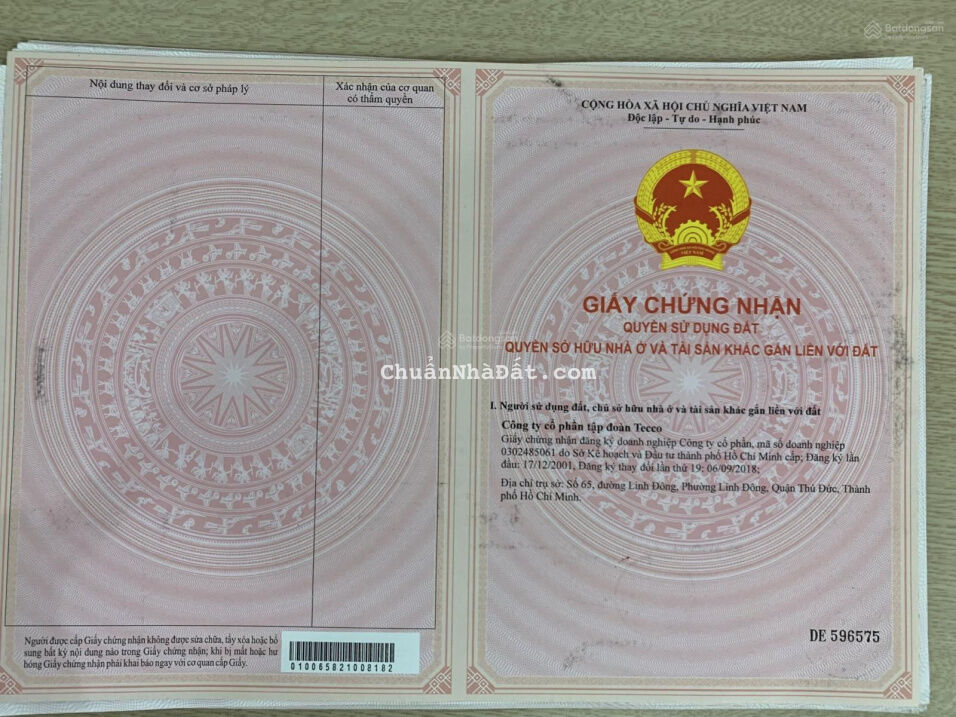 Batdongsan
Nội dung thay đổi và cơ sở pháp lý
Xác nhận của cơ quan
có thẩm quyền
Người được cấp Giấy chứng nhận không được sửa chữa, tẩy xóa hoặc bổ
sung bất kỳ nội dung nào trong Giấy chứng nhận; khi bị mất hoặc hư
hỏng Giấy chứng nhận phải khai báo ngay với cơ quan cấp Giấy.
010065821008182
CỘNG HÒA XÃ HỘI CHỦ NGHĨA VIỆT NAM
Độc lập - Tự do - Hạnh phúc
VIỆT NAM
GIẤY CHỨNG NHẬN
QUYỀN SỬ DỤNG ĐẤT
QUYỀN SỞ HỮU NHÀ Ở VÀ TÀI SẢN KHÁC GẮN LIỀN VỚI ĐẤT
Batdongsan
ChuẩnNhàĐất.com
I. Người sử dụng đất, chủ sở hữu nhà ở và tài sản khác gắn liền với đất
Công ty cổ phần tập đoàn Tecco
Giấy chứng nhận đăng ký doanh nghiệp Công ty cổ phần, mã số doanh nghiệp
0302485061 do Sở Kế hoạch và Đầu tư thành phố Hồ Chí Minh cấp; Đăng ký lần
đầu: 17/12/2001, Đăng ký thay đổi lần thứ 19: 06/09/2018;
Địa chỉ trụ sở: Số 65, đường Linh Đông, Phường Linh Đông, Quận Thủ Đức, Thành
phố Hồ Chí Minh.
DE 596575